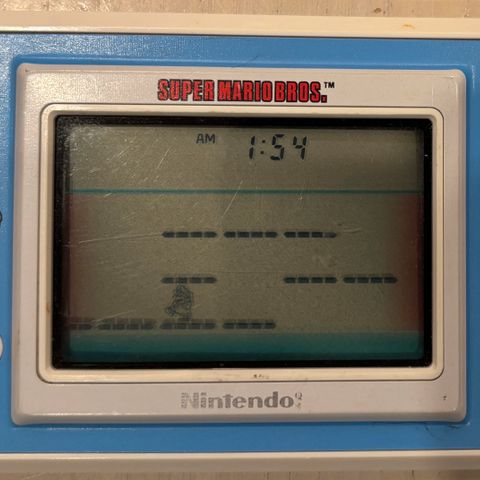 SUPER MARIO BROS.™
AM 1:54
Nintendo®